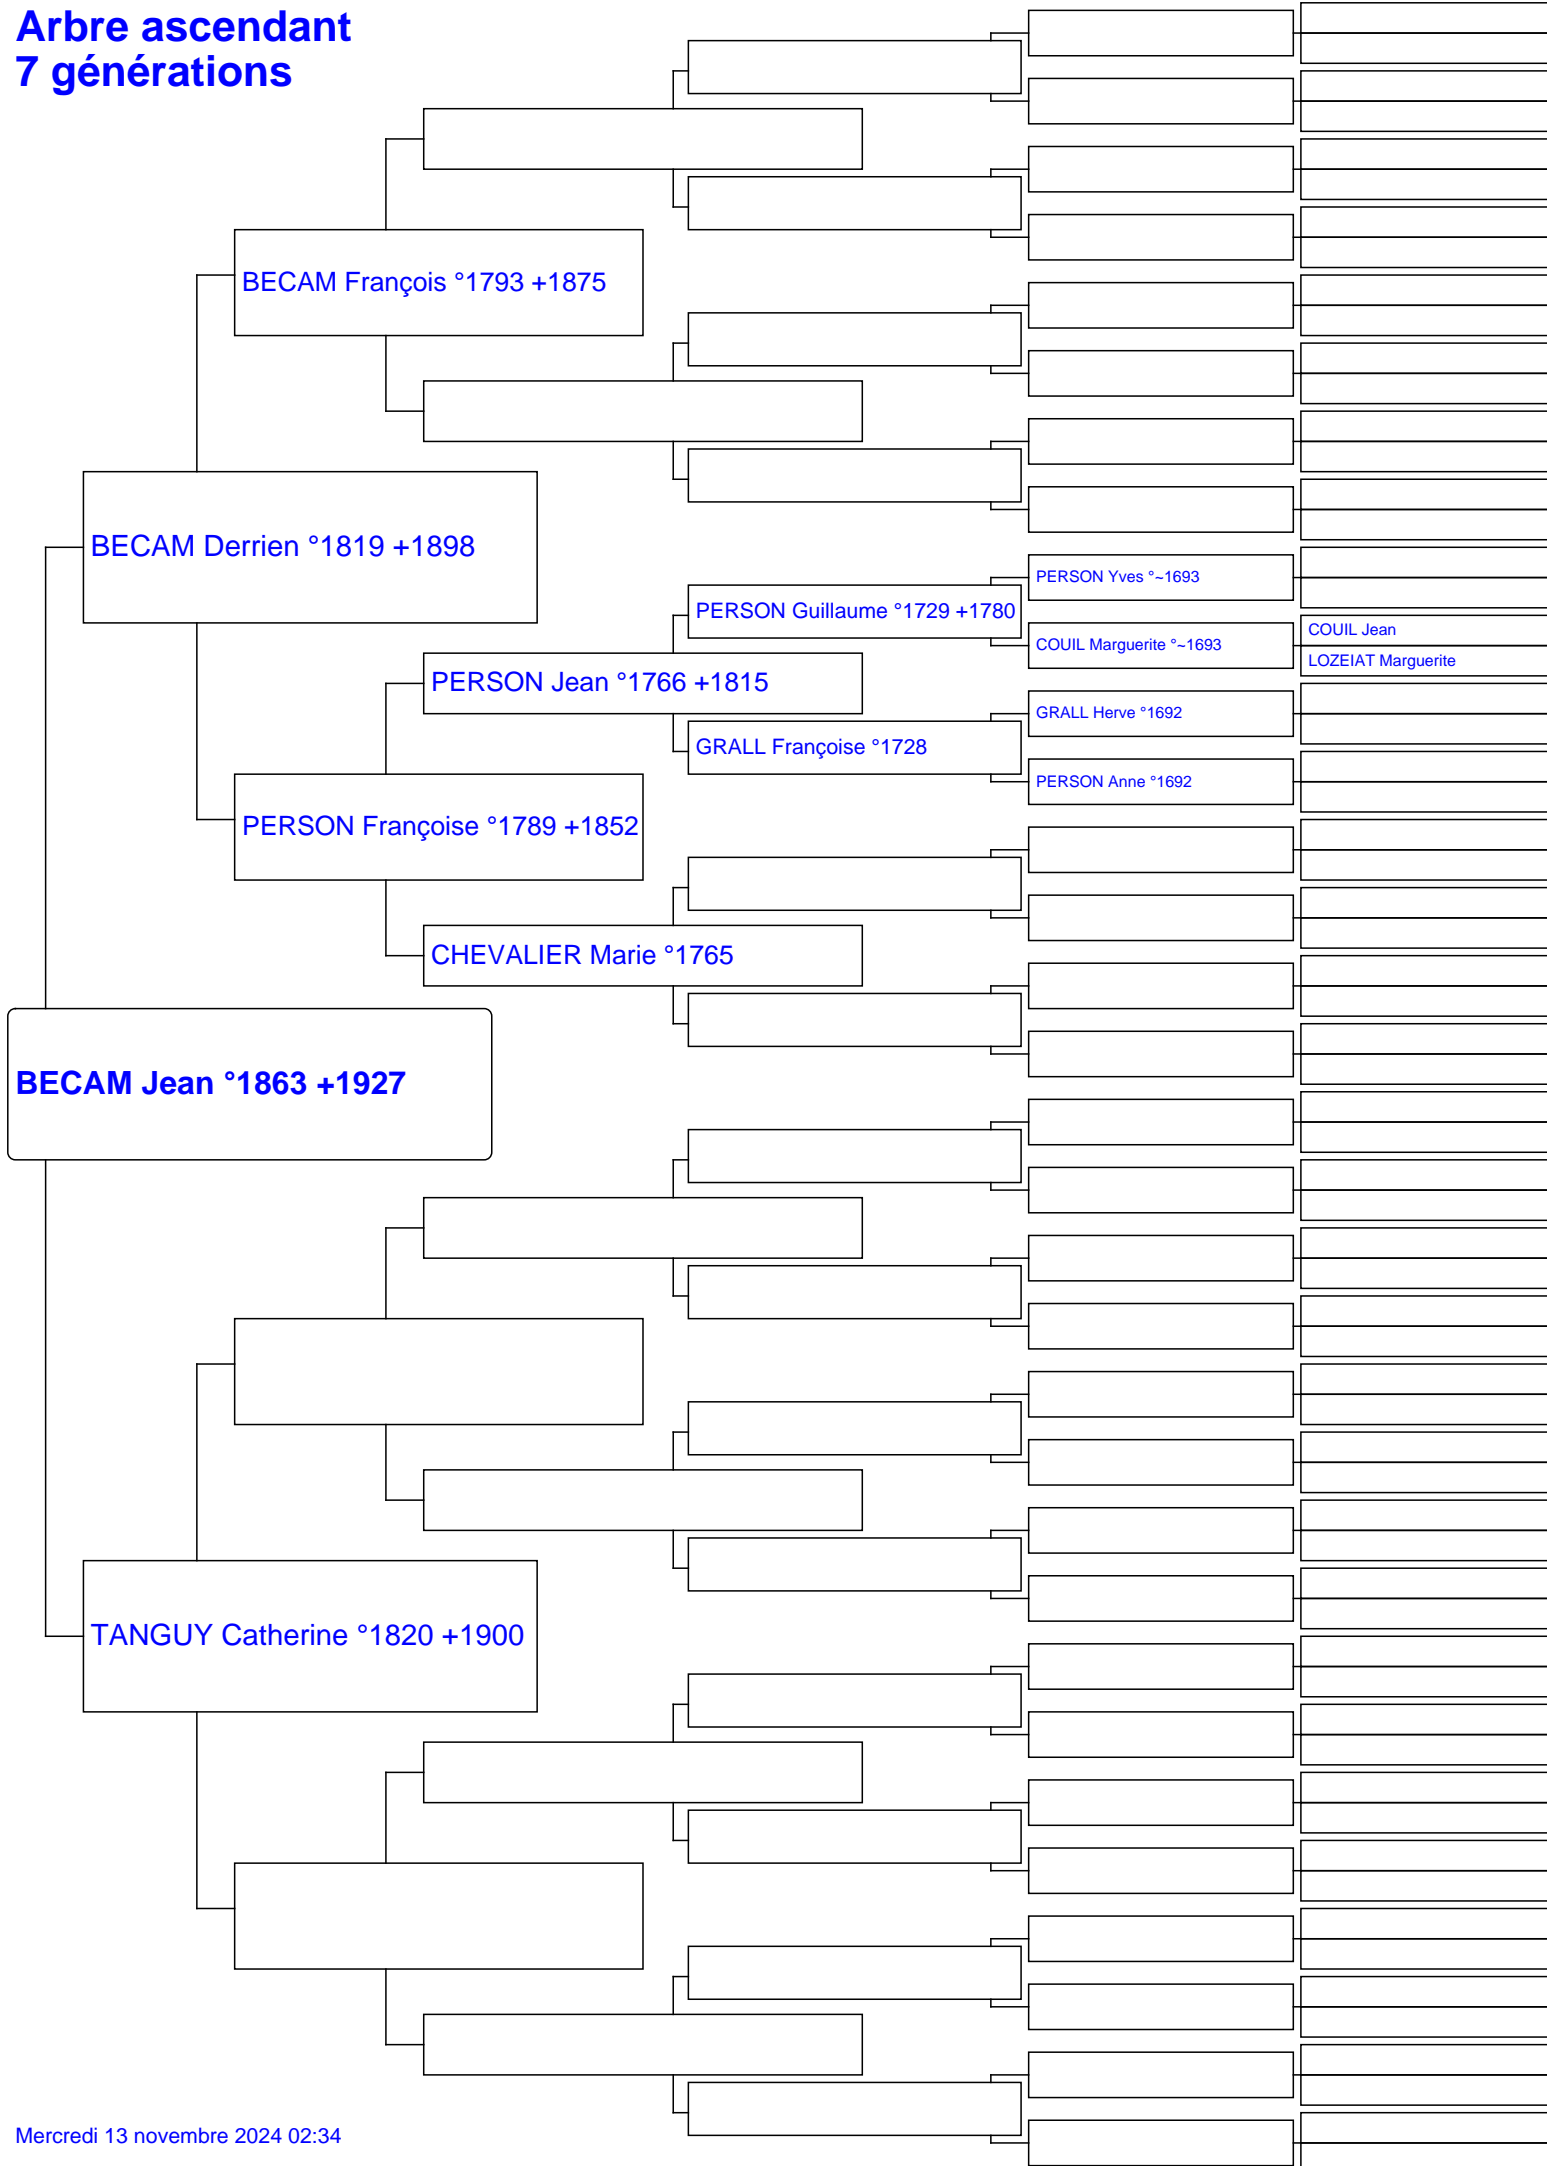 Arbre ascendant
7 générations
BECAM François °1793 +1875
BECAM Derrien °1819 +1898
PERSON Yves °~1693
PERSON Guillaume °1729 +1780
COUIL Jean
COUIL Marguerite °~1693
LOZEIAT Marguerite
PERSON Jean °1766 +1815
GRALL Herve °1692
GRALL Françoise °1728
PERSON Anne °1692
PERSON Françoise °1789 +1852
CHEVALIER Marie °1765
BECAM Jean °1863 +1927
TANGUY Catherine °1820 +1900
Mercredi 13 novembre 2024 02:34